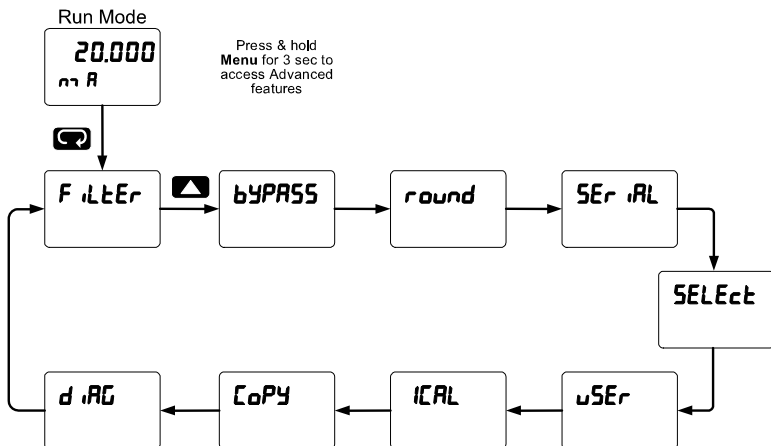 Run Mode
20.000
mA
Press & hold
Menu for 3 sec to
access Advanced
features
FiLtEr
bYPASS
round
SEriAL
SELEct
diAG
CoPY
ICAL
uSEr